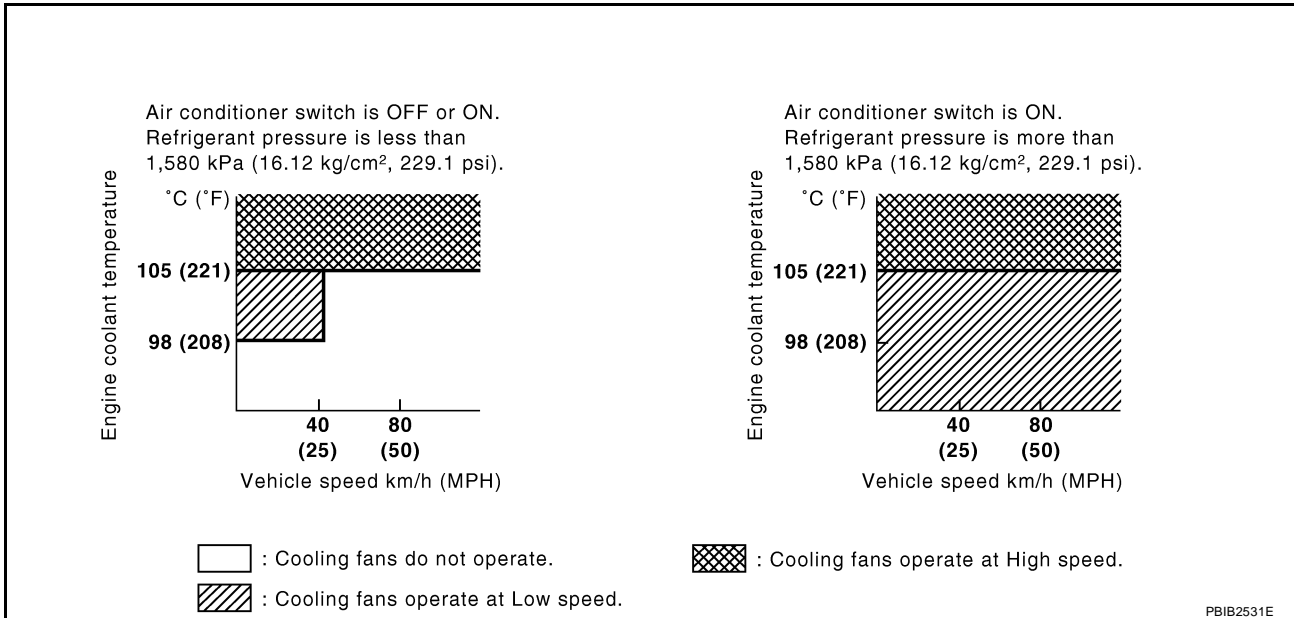 Air conditioner switch is OFF or ON.
Refrigerant pressure is less than
1,580 kPa (16.12 kg/cm², 229.1 psi).
Engine coolant temperature
˚C (˚F)
105 (221)
98 (208)
40
(25)
80
(50)
Vehicle speed km/h (MPH)
Air conditioner switch is ON.
Refrigerant pressure is more than
1,580 kPa (16.12 kg/cm², 229.1 psi).
Engine coolant temperature
˚C (˚F)
105 (221)
98 (208)
40
(25)
80
(50)
Vehicle speed km/h (MPH)
: Cooling fans do not operate.
: Cooling fans operate at Low speed.
: Cooling fans operate at High speed.
PBIB2531E